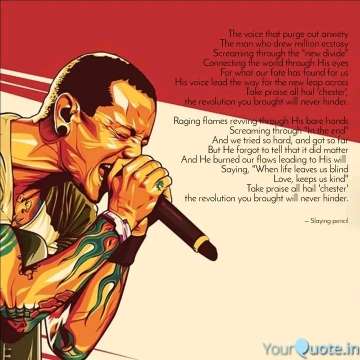 The voice that purge out anxiety
The man who drew million ecstasy
Screaming through the "new divide"
Connecting the world through His eyes
For what our fate has found for us
His voice lead the way for the new leap across
Take praise all hail 'chester',
the revolution you brought will never hinder.
Raging flames revving through His bare hands
Screaming through "In the end"
And we tried so hard, and got so far
But He forgot to tell that it did matter
And He burned our flaws leading to His will
Saying, "When life leaves us blind
Love, keeps us kind"
Take praise all hail 'chester'
the revolution you brought will never hinder.
– Slaying pencil
YourQuote.in